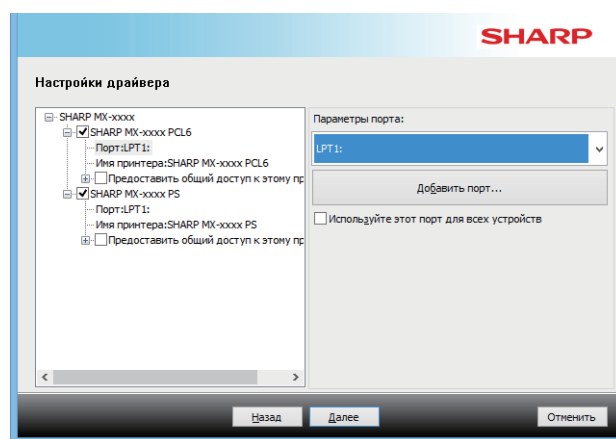 SHARP
Настройки драйвера
SHARP MX-xxxx
SHARP MX-xxxx PCL6
Порт:LPT1:
Имя принтера:SHARP MX-xxxx PCL6
Предоставить общий доступ к этому пр
SHARP MX-xxxx PS
Порт:LPT1:
Имя принтера:SHARP MX-xxxx PS
Предоставить общий доступ к этому пр
Параметры порта:
LPT1:
Добавить порт...
Используйте этот порт для всех устройств
Назад
Далее
Отменить